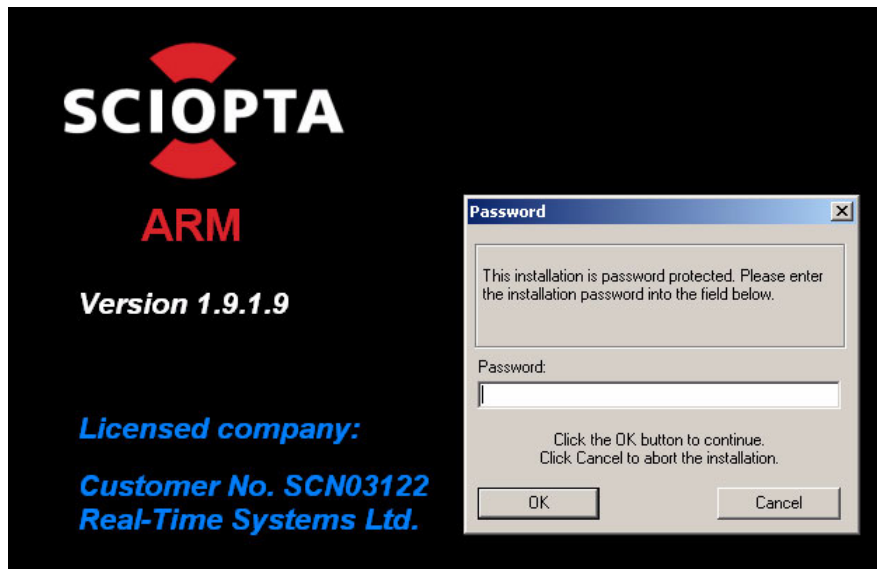 SCIOPTA
ARM
Version 1.9.1.9
Licensed company:
Customer No. SCN03122
Real-Time Systems Ltd.
Password
This installation is password protected. Please enter
the installation password into the field below.
Password:
Click the OK button to continue.
Click Cancel to abort the installation.
OK
Cancel